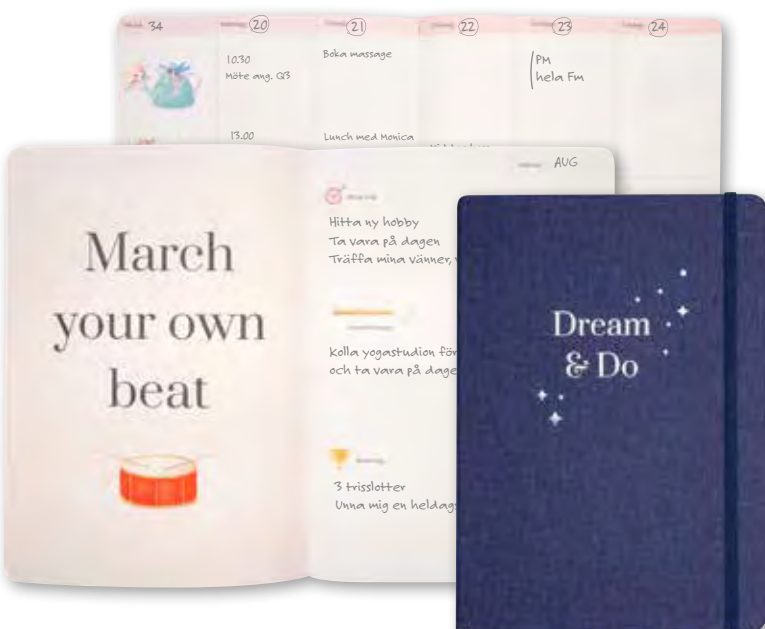 34
20
21
22
23
24
10.30
Möte ang. Q3
13.00
Boka massage
Lunch med Monica
PM
hela Fm
March
your own
beat
AUG
Hitta ny hobby
Ta vara på dagen
Träffa mina vänner,
Kolla yogastudion för
och ta vara på dage
3 trisslotter
Unna mig en heldags
Dream
& Do